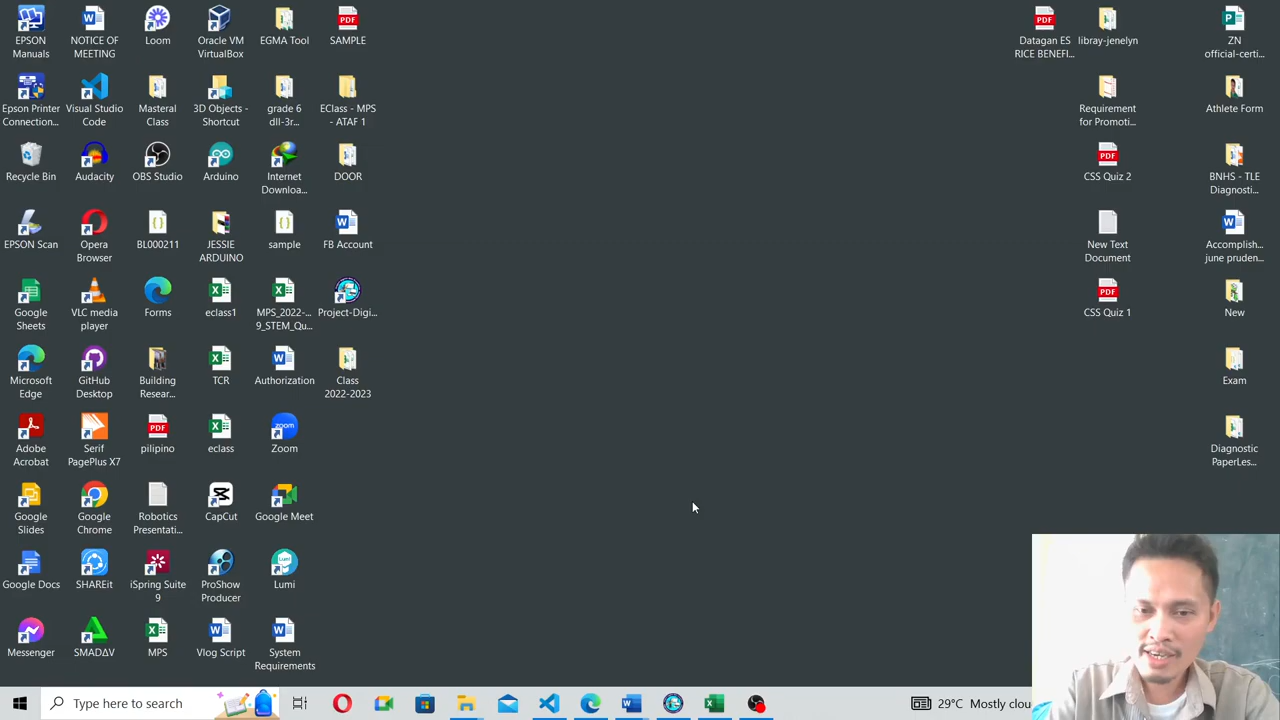 EPSON
Manuals
NOTICE OF
MEETING
Loom
Oracle VM
VirtualBox
EGMA Tool
PDF
SAMPLE
PDF
Datagan ES
RICE BENEFI...
libray-jenelyn
ZN
official-certi...
Epson Printer
Connection...
Visual Studio
Code
Masteral
Class
3D Objects -
Shortcut
grade 6
dll-3r...
EClass - MPS
- ATAF 1
Requirement
for Promoti...
Athlete Form
Recycle Bin
Audacity
OBS Studio
Arduino
Internet
Downloa...
DOOR
PDF
CSS Quiz 2
BNHS - TLE
Diagnosti...
EPSON Scan
Opera
Browser
BL000211
JESSIE
ARDUINO
sample
FB Account
New Text
Document
Accomplish...
june pruden...
Google
Sheets
VLC media
player
Forms
eclass1
MPS_2022-...
9_STEM_Qu...
Project-Digi...
PDF
CSS Quiz 1
New
Microsoft
Edge
GitHub
Desktop
Building
Resear...
TCR
Authorization
Class
2022-2023
Exam
Adobe
Acrobat
Serif
PagePlus X7
PDF
pilipino
eclass
zoom
Zoom
Diagnostic
PaperLes...
Google
Slides
Google
Chrome
Robotics
Presentati...
CapCut
Google Meet
Google Docs
SHAREit
iSpring Suite
9
ProShow
Producer
Lumi
Lumi
Messenger
SMADΔV
MPS
Vlog Script
System
Requirements
Type here to search
29°C Mostly clou